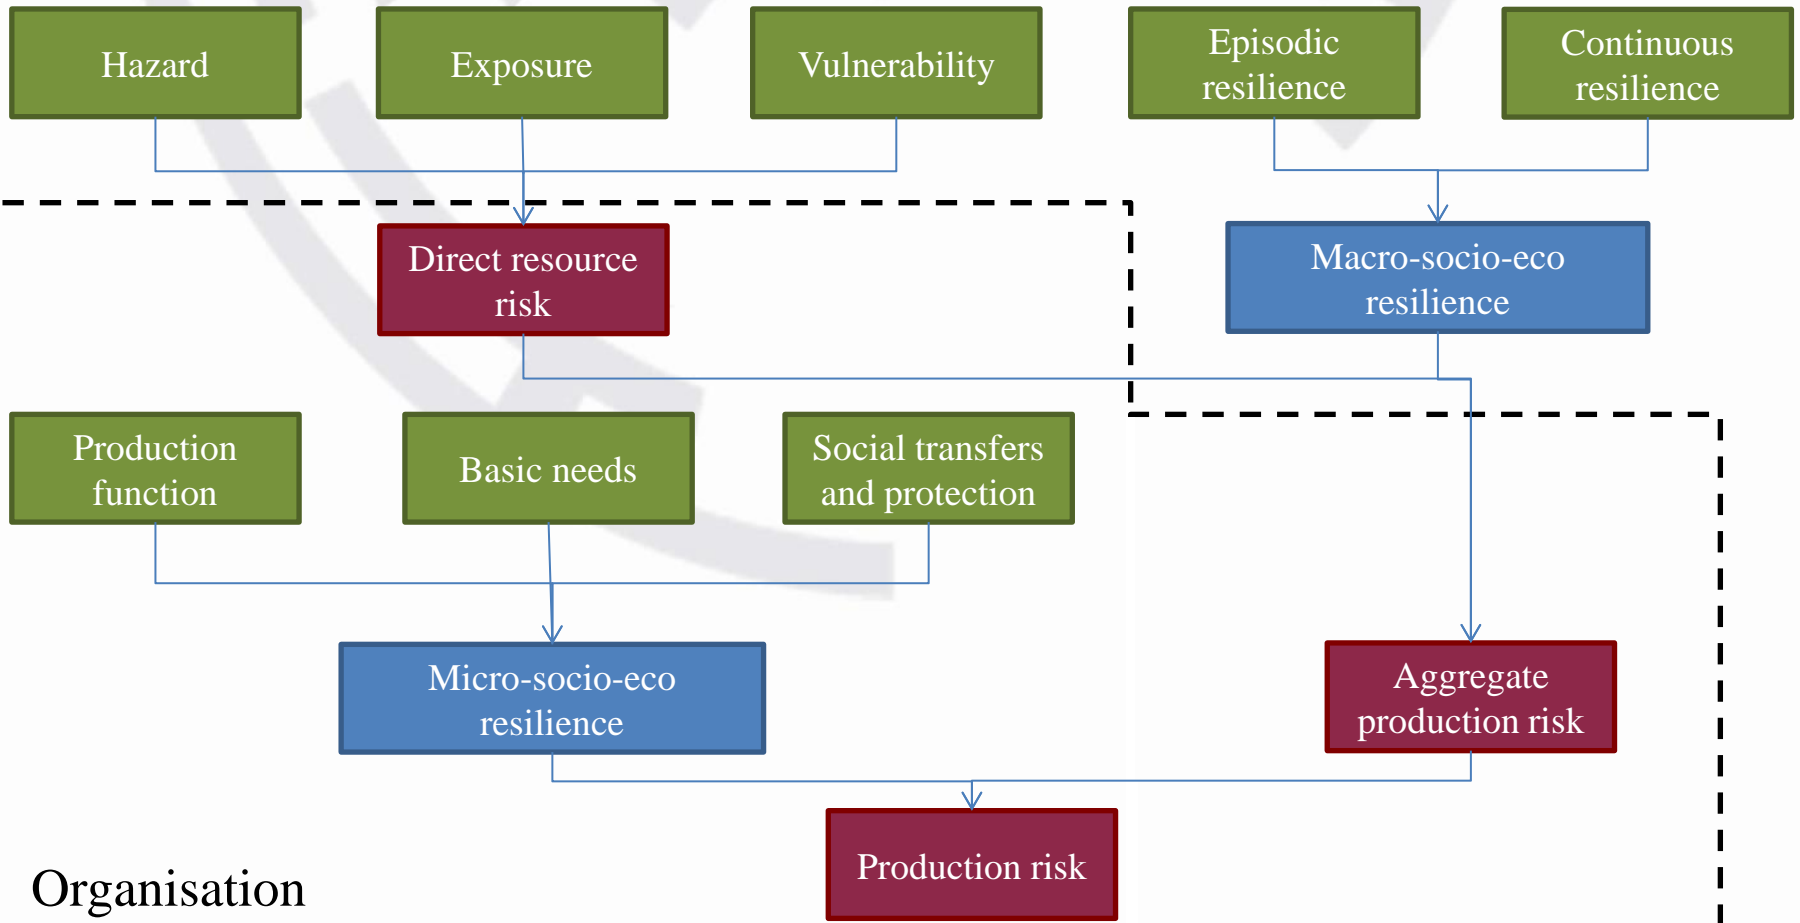 Hazard
Exposure
Vulnerability
Episodic
resilience
Continuous
resilience
Direct resource
risk
Macro-socio-eco
resilience
Production
function
Basic needs
Social transfers
and protection
Micro-socio-eco
resilience
Aggregate
production risk
Production risk
Organisation